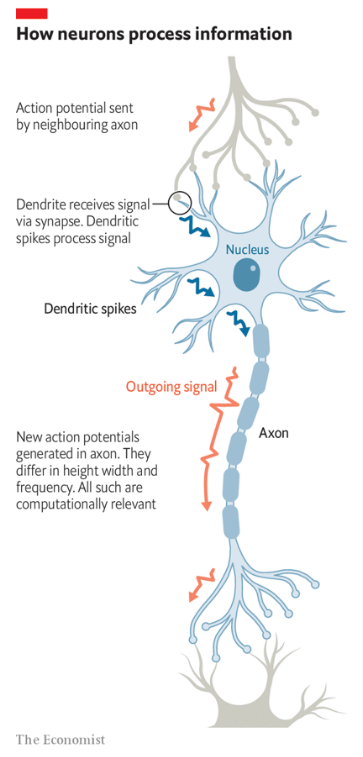 How neurons process information
Action potential sent
by neighbouring axon
Dendrite receives signal
via synapse. Dendritic
spikes process signal
Nucleus
Dendritic spikes
Outgoing signal
Axon
New action potentials
generated in axon. They
differ in height width and
frequency. All such are
computationally relevant
The Economist